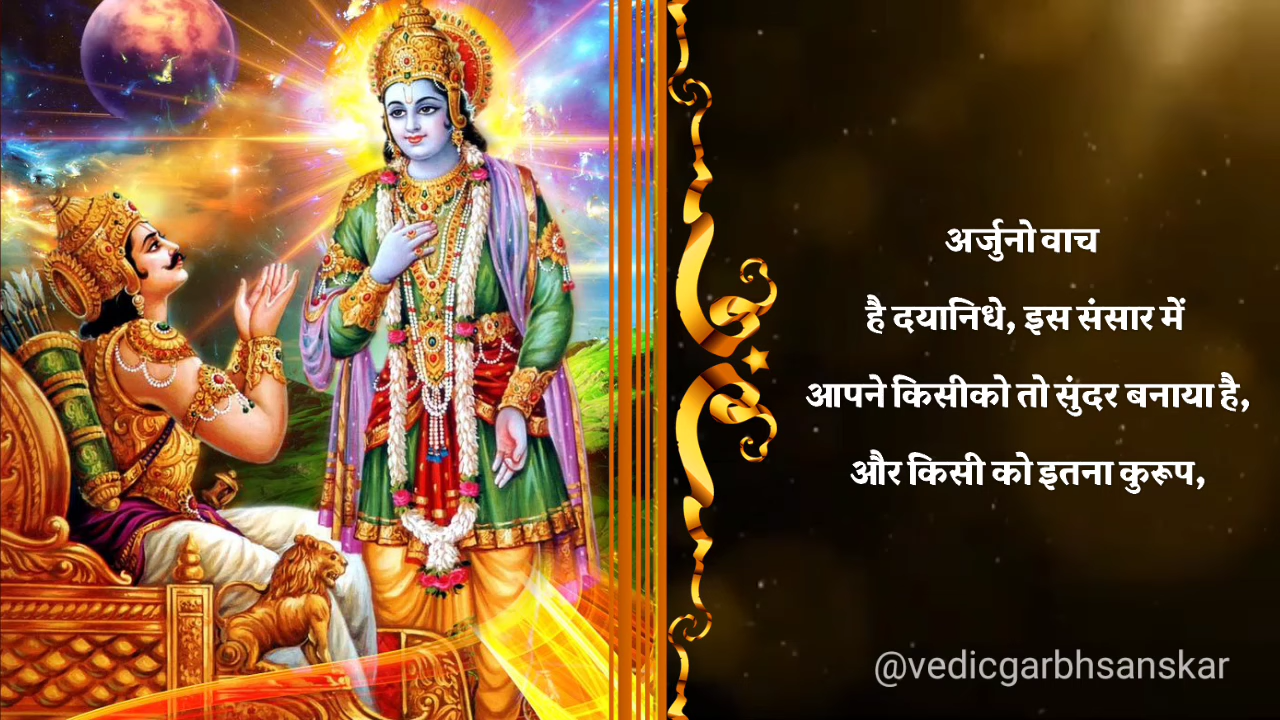 अर्जुनो वाच
है दयानिधे, इस संसार में
आपने किसीको तो सुंदर बनाया है,
और किसी को इतना कुरूप,
@vedicgarbhsanskar